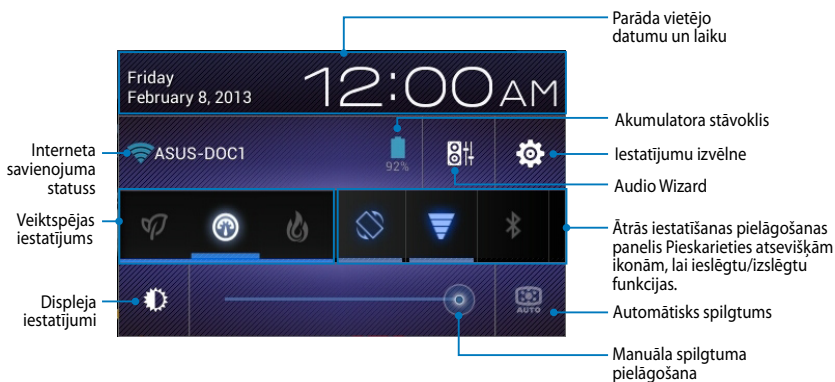 Parāda vietējo
datumu un laiku
Friday
February 8, 2013
12:00AM
Akumulatora stāvoklis
Interneta
savienojuma
statuss
ASUS-DOC1
92%
Iestatījumu izvēlne
Audio Wizard
Veiktspējas
iestatījums
Ātrās iestatīšanas pielāgošanas
panelis Pieskarieties atsevišķām
ikonām, lai ieslēgtu/izslēgtu
funkcijas.
Displeja
iestatījumi
AUTO
Automātisks spilgtums
Manuāla spilgtuma
pielāgošana